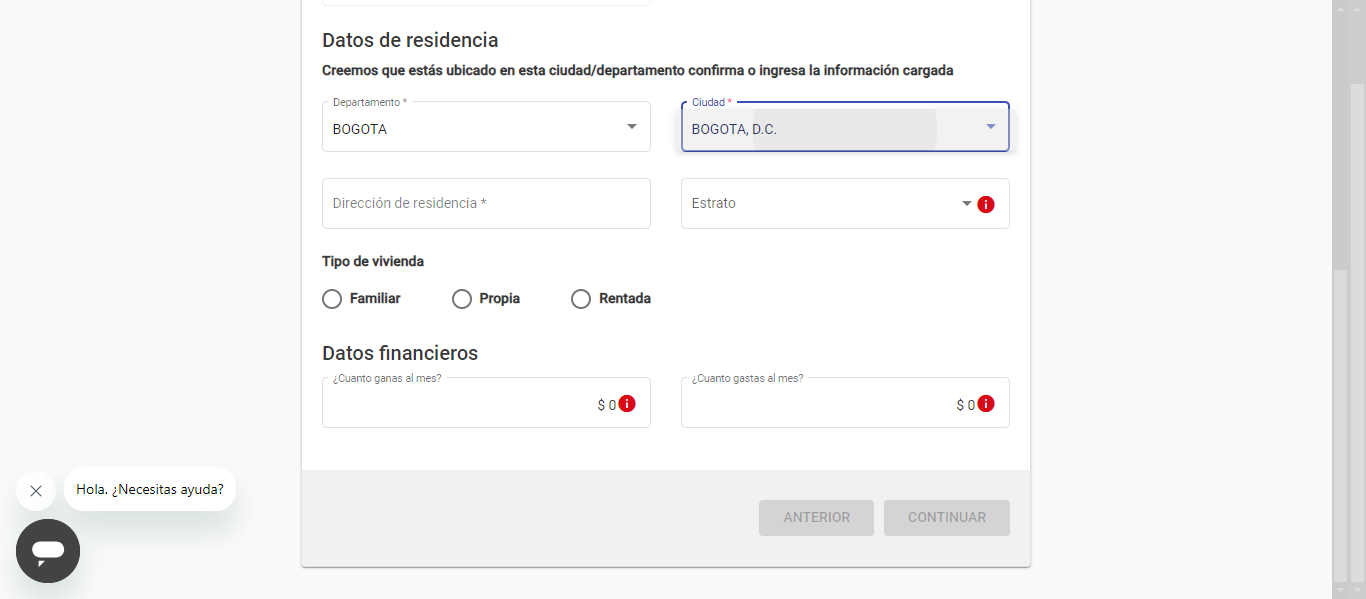 Datos de residencia
Creemos que estás ubicado en esta ciudad/departamento confirma o ingresa la información cargada
Departamento *
BOGOTA
Ciudad *
BOGOTA, D.C.
Dirección de residencia *
Estrato
Tipo de vivienda
Familiar
Propia
Rentada
Datos financieros
¿Cuanto ganas al mes?
$ 0
¿Cuanto gastas al mes?
$ 0
Hola. ¿Necesitas ayuda?
ANTERIOR
CONTINUAR